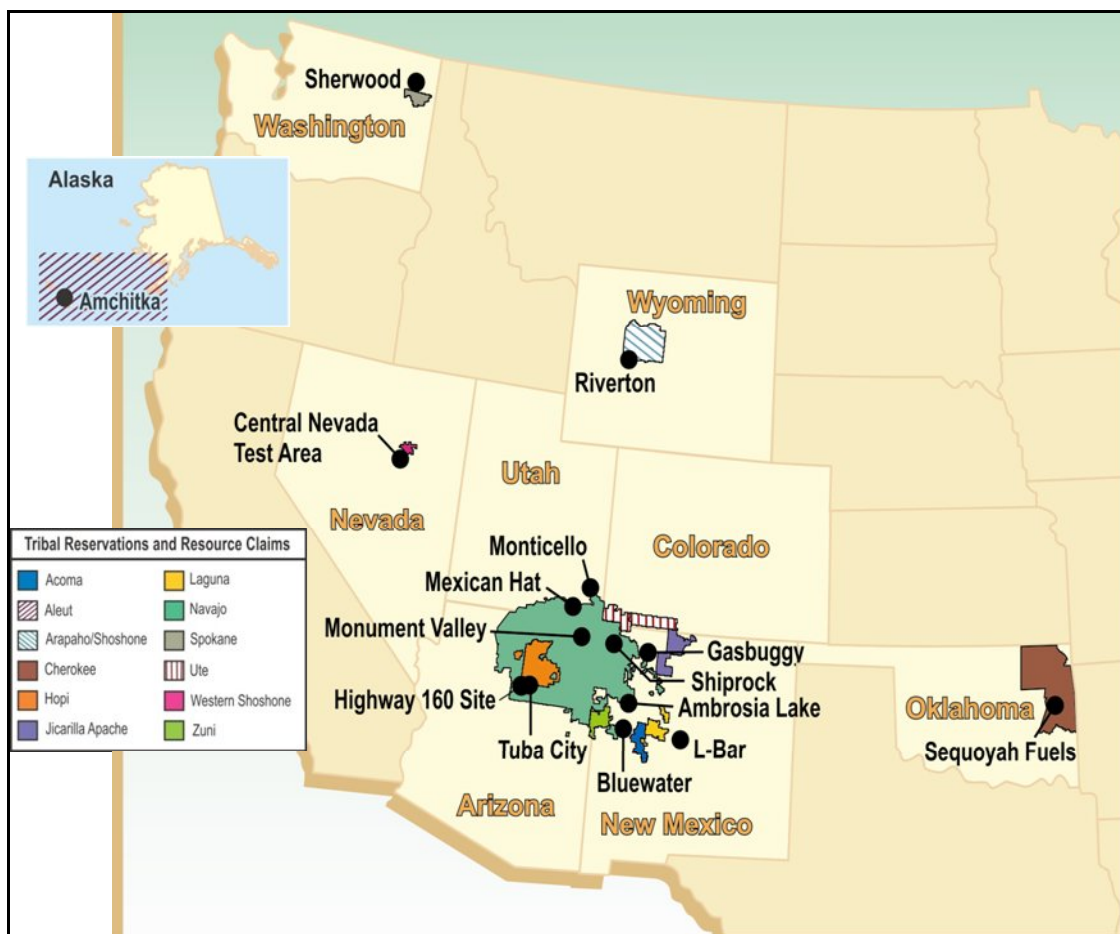 Sherwood
Washington
Alaska
Amchitka
Wyoming
Riverton
Central Nevada
Test Area
Utah
Nevada
Colorado
Monticello
Mexican Hat
Monument Valley
Gasbuggy
Shiprock
Highway 160 Site
Ambrosia Lake
Oklahoma
Tuba City
L-Bar
Sequoyah Fuels
Bluewater
Arizona
New Mexico
Tribal Reservations and Resource Claims
Acoma
Aleut
Arapaho/Shoshone
Cherokee
Hopi
Jicarilla Apache
Laguna
Navajo
Spokane
Ute
Western Shoshone
Zuni